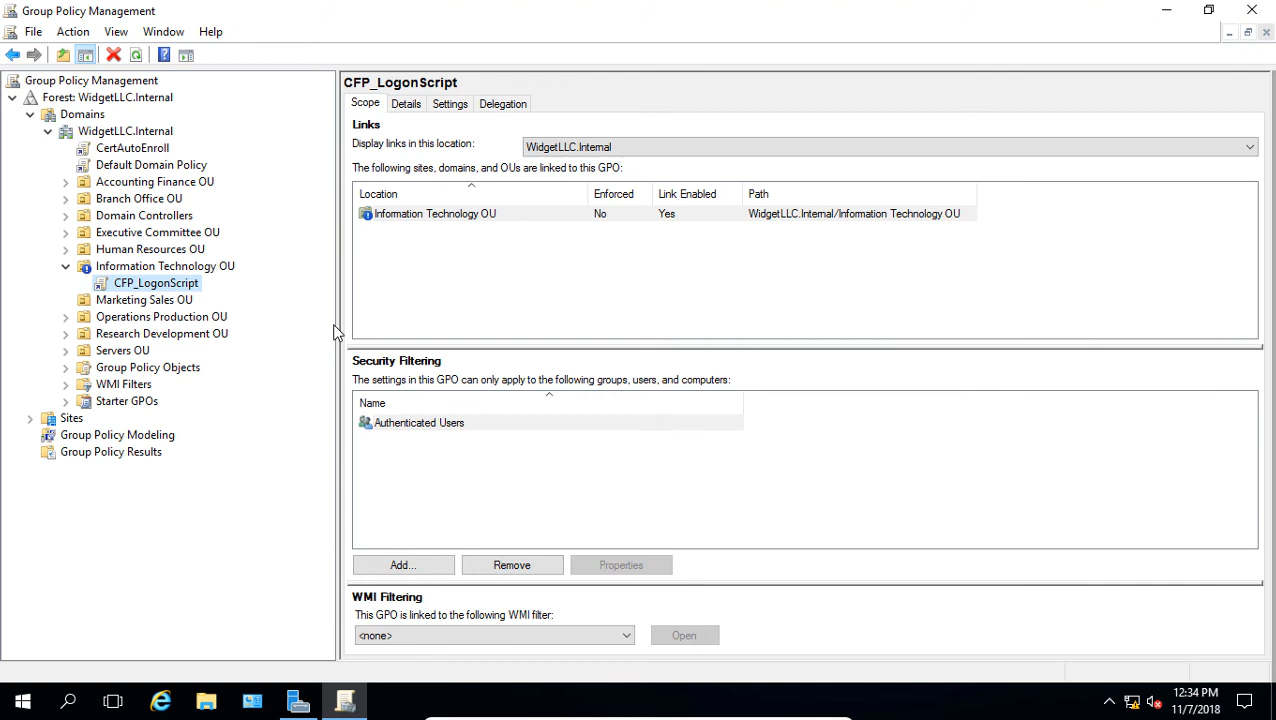 Group Policy Management
File Action View Window Help
Group Policy Management
Forest: WidgetLLC.Internal
Domains
WidgetLLC.Internal
CertAutoEnroll
Default Domain Policy
Accounting Finance OU
Branch Office OU
Domain Controllers
Executive Committee OU
Human Resources OU
Information Technology OU
CFP_LogonScript
Marketing Sales OU
Operations Production OU
Research Development OU
Servers OU
Group Policy Objects
WMI Filters
Starter GPOs
Sites
Group Policy Modeling
Group Policy Results
CFP_LogonScript
Scope Details Settings Delegation
Links
Display links in this location: WidgetLLC.Internal
The following sites, domains, and OUs are linked to this GPO:
Location Enforced Link Enabled Path
Information Technology OU No Yes WidgetLLC.Internal/Information Technology OU
Security Filtering
The settings in this GPO can only apply to the following groups, users, and computers:
Name
Authenticated Users
Add... Remove Properties
WMI Filtering
This GPO is linked to the following WMI filter:
<none> Open
12:34 PM
11/7/2018